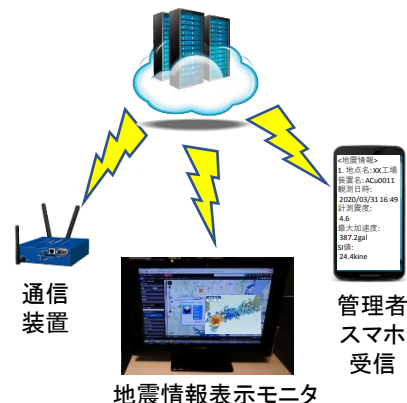 <地震情報>
1. 地点名:XX工場
装置名: ACu0011
観測日時:
2020/03/31 16:49
計測震度:
4.6
最大加速度:
387.2gal
SI値:
24.4kine
通信
装置
管理者
スマホ
受信
地震情報表示モニタ